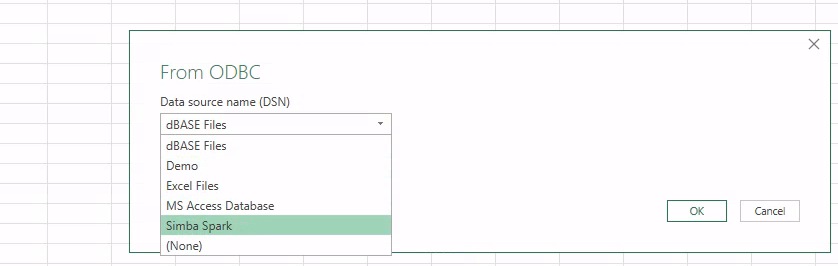 From ODBC
Data source name (DSN)
dBASE Files
dBASE Files
Demo
Excel Files
MS Access Database
Simba Spark
(None)
OK
Cancel